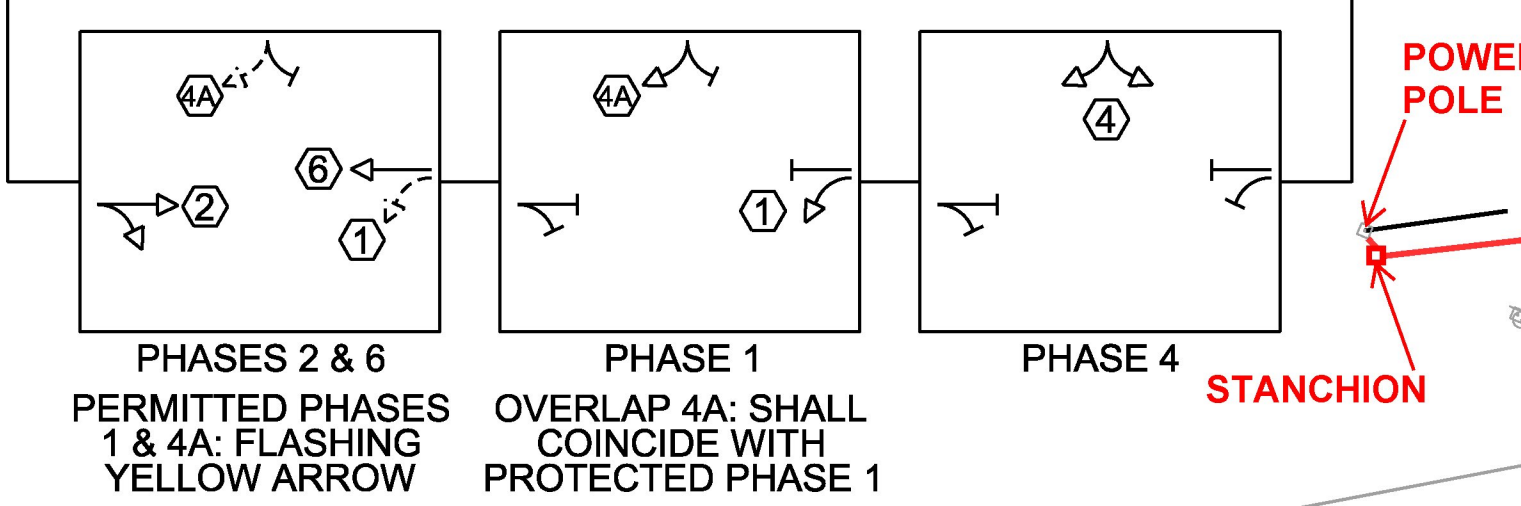 4A
6
2
1
PHASES 2 & 6
PERMITTED PHASES
1 & 4A: FLASHING
YELLOW ARROW
4A
1
PHASE 1
OVERLAP 4A: SHALL
COINCIDE WITH
PROTECTED PHASE 1
4
PHASE 4
POLE
STANCHION